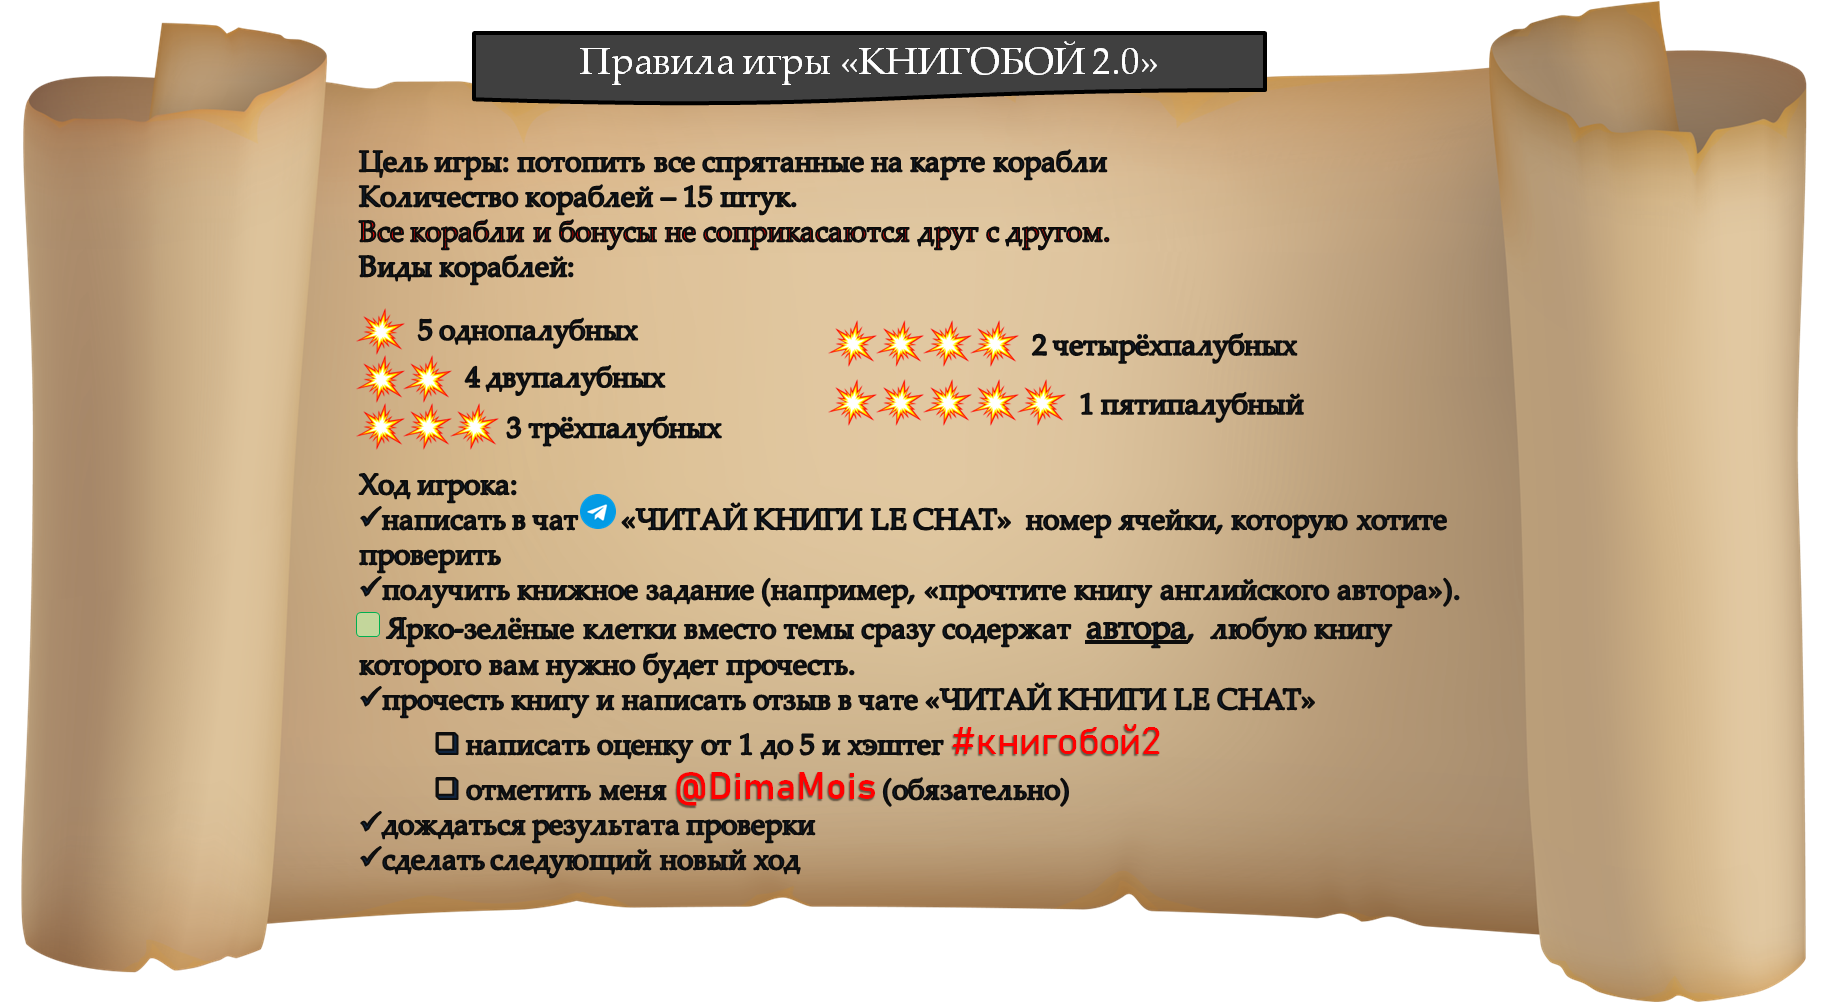 Правила игры «КНИГОБОЙ 2.0»
Цель игры: потопить все спрятанные на карте корабли
Количество кораблей – 15 штук.
Все корабли и бонусы не соприкасаются друг с другом.
Виды кораблей:
5 однопалубных
4 двупалубных
3 трёхпалубных
2 четырёхпалубных
1 пятипалубный
Ход игрока:
✓написать в чат «ЧИТАЙ КНИГИ LE CHAT» номер ячейки, которую хотите
проверить
✓получить книжное задание (например, «прочтите книгу английского автора»).
Ярко-зелёные клетки вместо темы сразу содержат автора, любую книгу
которого вам нужно будет прочесть.
✓прочесть книгу и написать отзыв в чате «ЧИТАЙ КНИГИ LE CHAT»
❑ написать оценку от 1 до 5 и хэштег #книгобой2
❑ отметить меня @DimaMois (обязательно)
✓дождаться результата проверки
✓сделать следующий новый ход